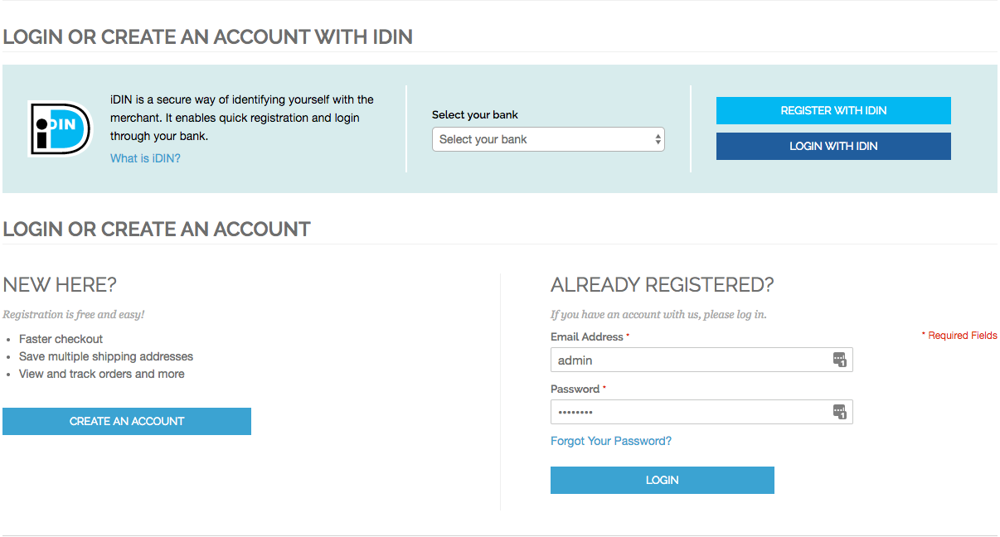 LOGIN OR CREATE AN ACCOUNT WITH IDIN
iDIN
iDIN is a secure way of identifying yourself with the
merchant. It enables quick registration and login
through your bank.
What is iDIN?
Select your bank
Select your bank
REGISTER WITH IDIN
LOGIN WITH IDIN
LOGIN OR CREATE AN ACCOUNT
NEW HERE?
Registration is free and easy!
• Faster checkout
• Save multiple shipping addresses
• View and track orders and more
CREATE AN ACCOUNT
ALREADY REGISTERED?
If you have an account with us, please log in.
* Required Fields
Email Address *
admin
1
Password *
••••••••
1
Forgot Your Password?
LOGIN